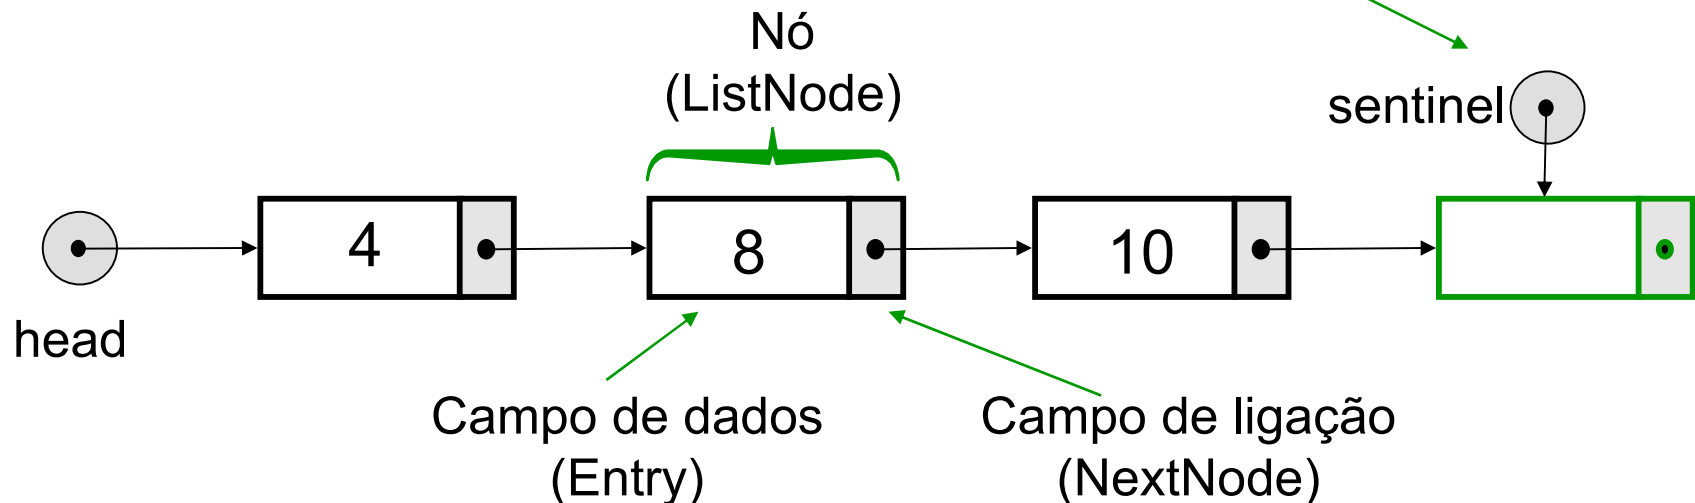 Nó
(ListNode)
sentinel
4
8
10
head
Campo de dados
(Entry)
Campo de ligação
(NextNode)